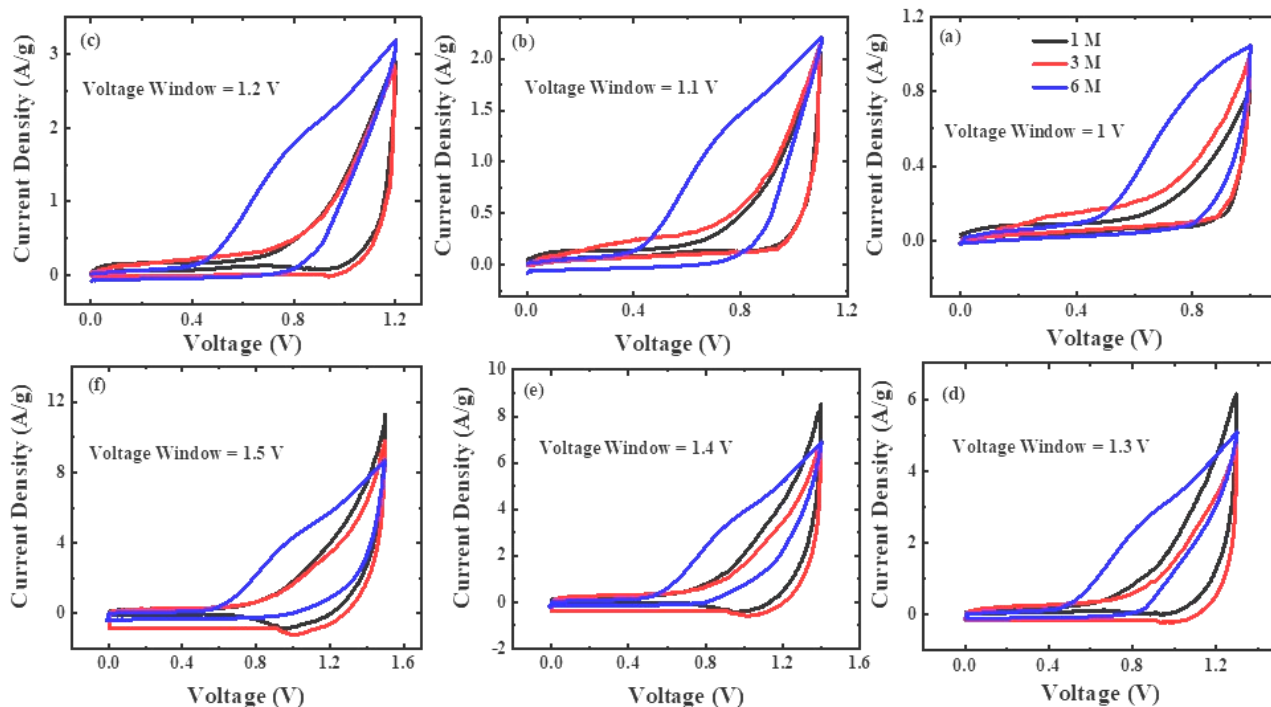 (c)
Voltage Window = 1.2 V
Current Density (A/g)
3
2
1
0
0.0 0.4 0.8 1.2
Voltage (V)
(b)
Voltage Window = 1.1 V
Current Density (A/g)
2.0
1.5
1.0
0.5
0.0
0.0 0.4 0.8 1.2
Voltage (V)
(a)
1 M
3 M
6 M
Voltage Window = 1 V
Current Density (A/g)
1.2
0.8
0.4
0.0
0.0 0.4 0.8
Voltage (V)
(f)
Voltage Window = 1.5 V
Current Density (A/g)
12
8
4
0
0.0 0.4 0.8 1.2 1.6
Voltage (V)
(e)
Voltage Window = 1.4 V
Current Density (A/g)
10
8
6
4
2
0
-2
0.0 0.4 0.8 1.2 1.6
Voltage (V)
(d)
Voltage Window = 1.3 V
Current Density (A/g)
6
4
2
0
0.0 0.4 0.8 1.2
Voltage (V)